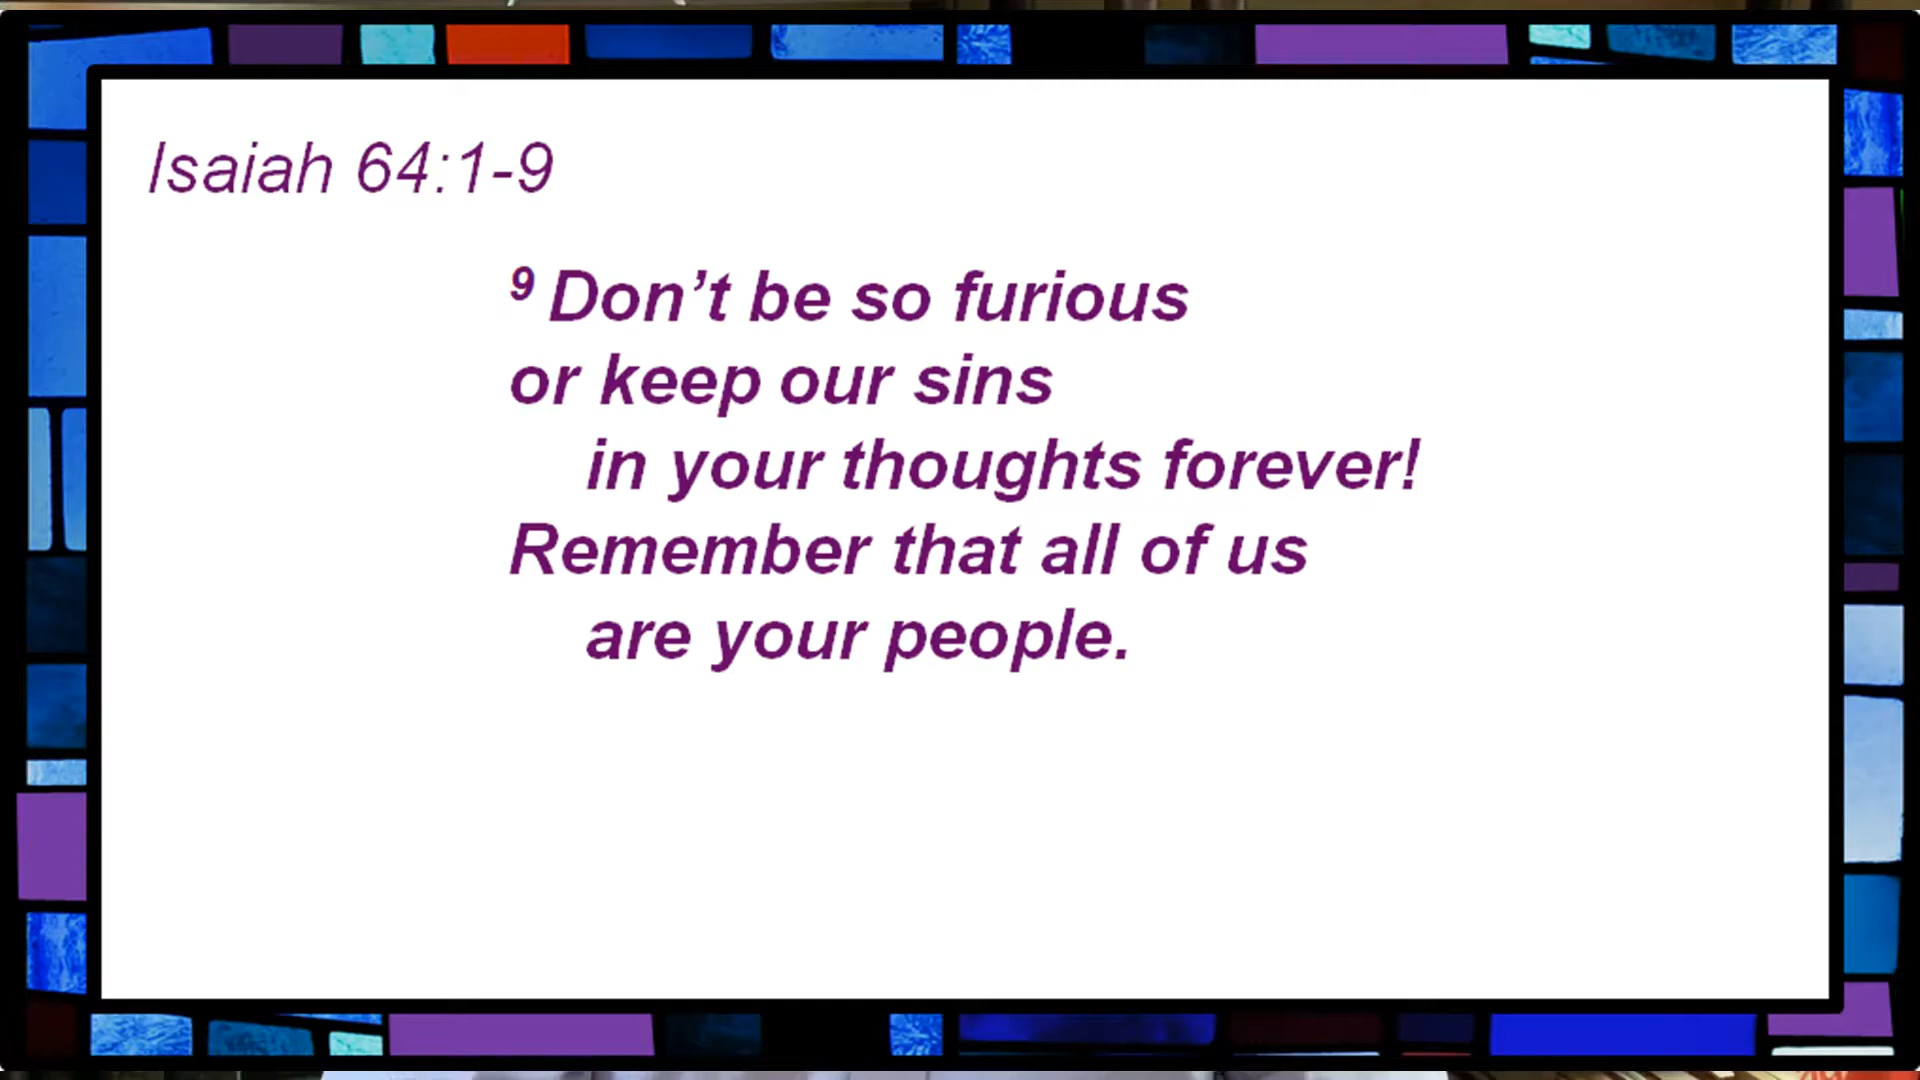 Isaiah 64:1-9
9 Don’t be so furious
or keep our sins
in your thoughts forever!
Remember that all of us
are your people.